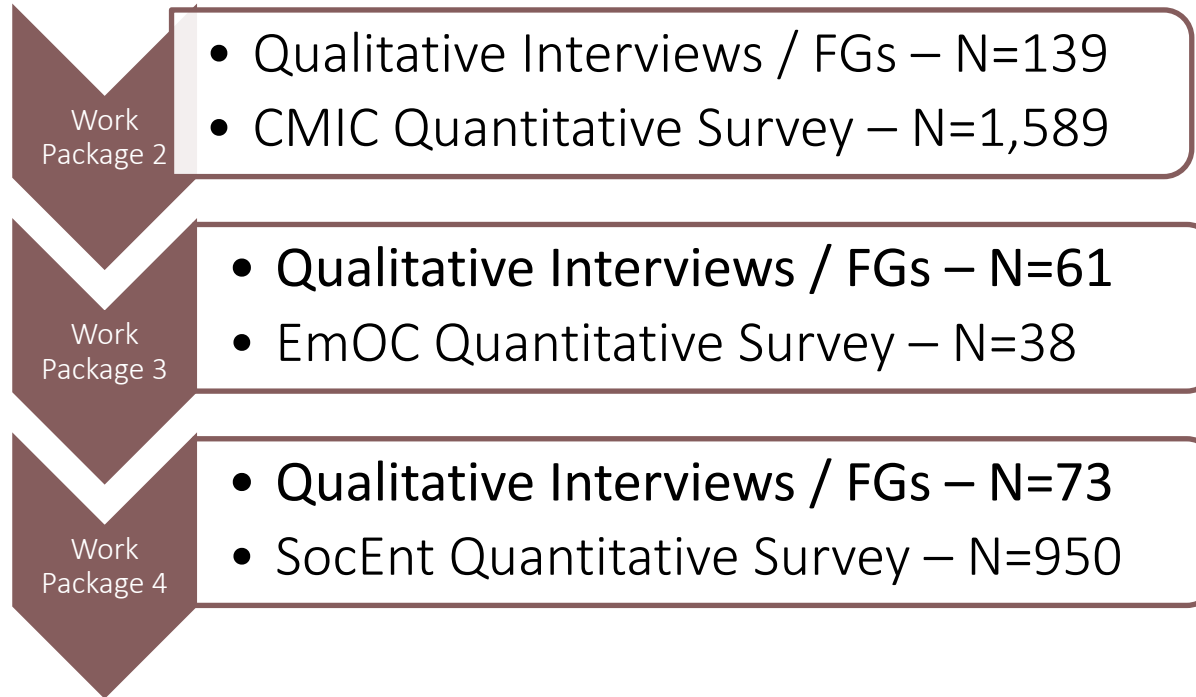 Work
Package 2
• Qualitative Interviews / FGs – N=139
• CMIC Quantitative Survey – N=1,589
Work
Package 3
• Qualitative Interviews / FGs – N=61
• EmOC Quantitative Survey – N=38
Work
Package 4
• Qualitative Interviews / FGs – N=73
• SocEnt Quantitative Survey – N=950